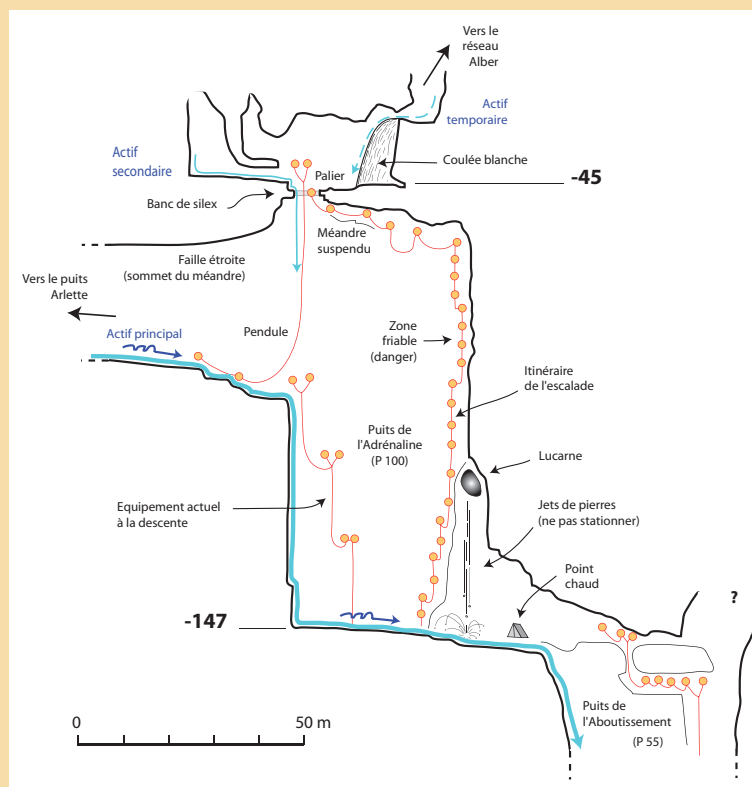 Vers le
réseau
Alber
Actif
temporaire
Actif
secondaire
Palier
Coulée blanche
-45
Banc de silex
Méandre
suspendu
Faille étroite
(sommet du méandre)
Vers le puits
Arlette
Actif principal
Pendule
Zone
friable
(danger)
Itinéraire
de l'escalade
Puits de
l'Adrénaline
(P 100)
Lucarne
Equipement actuel
à la descente
Jets de pierres
(ne pas stationner)
Point
chaud
?
-147
0
50 m
Puits de
l'Aboutissement
(P 55)